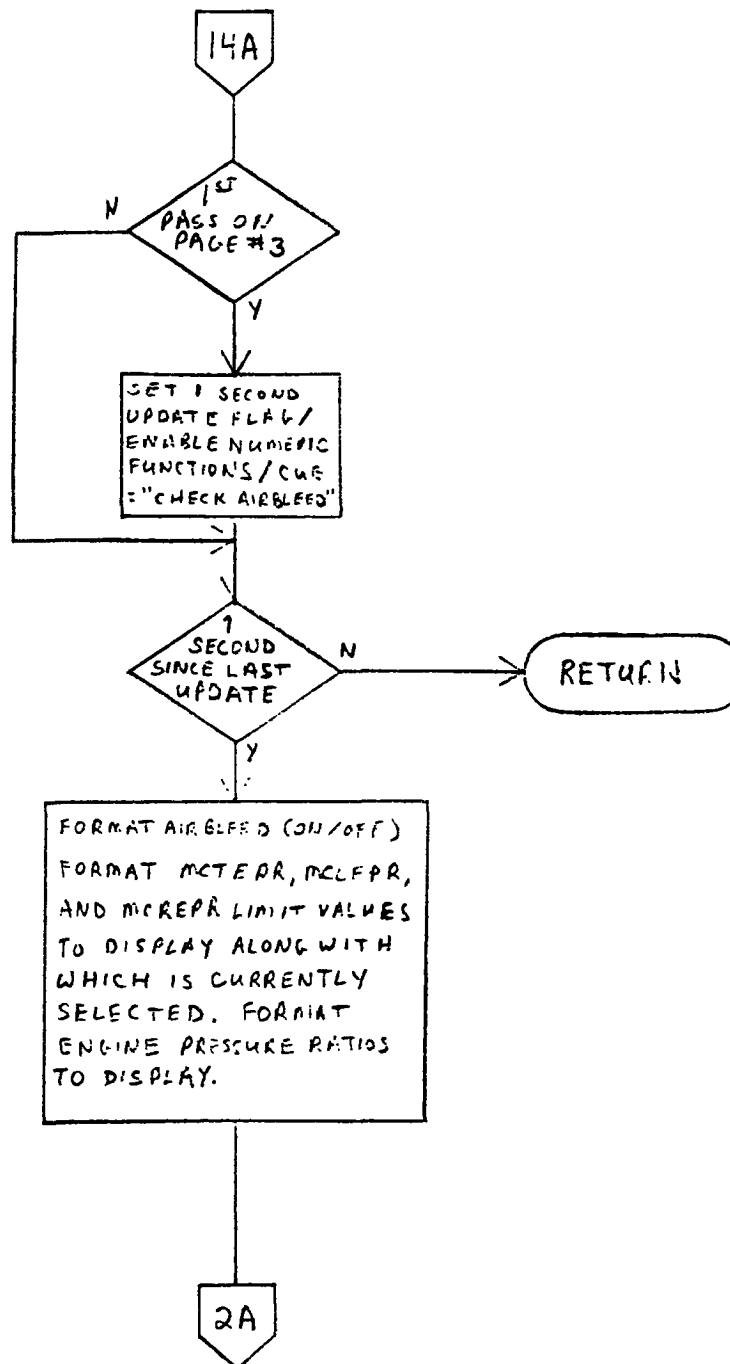 14A
1ST
PASS ON
PAGE #3
N
Y
SET 1 SECOND
UPDATE FLAG/
ENABLE NUMERIC
FUNCTIONS/CUE
="CHECK AIRBLEED"
1
SECOND
SINCE LAST
UPDATE
N
RETURN
Y
FORMAT AIRBLEED (ON/OFF)
FORMAT MCTEPR, MCLEPR,
AND MCREPR LIMIT VALUES
TO DISPLAY ALONG WITH
WHICH IS CURRENTLY
SELECTED. FORMAT
ENGINE PRESSURE RATIOS
TO DISPLAY.
2A